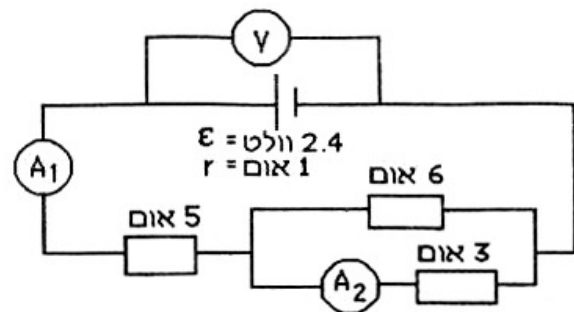 V
ε = 2.4 וולט
r = 1 אום
A₁
6 אום
5 אום
3 אום
A₂